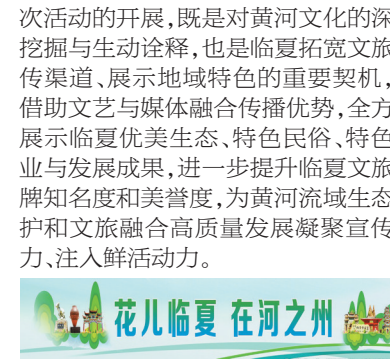 次活动的开展,既是对黄河文化的深
挖掘与生动诠释,也是临夏拓宽文旅
传渠道、展示地域特色的重要契机,
借助文艺与媒体融合传播优势,全方
展示临夏优美生态、特色民俗、特色
业与发展成果,进一步提升临夏文旅
牌知名度和美誉度,为黄河流域生态
护和文旅融合高质量发展凝聚宣传
力、注入鲜活动力。
花儿临夏 在河之州